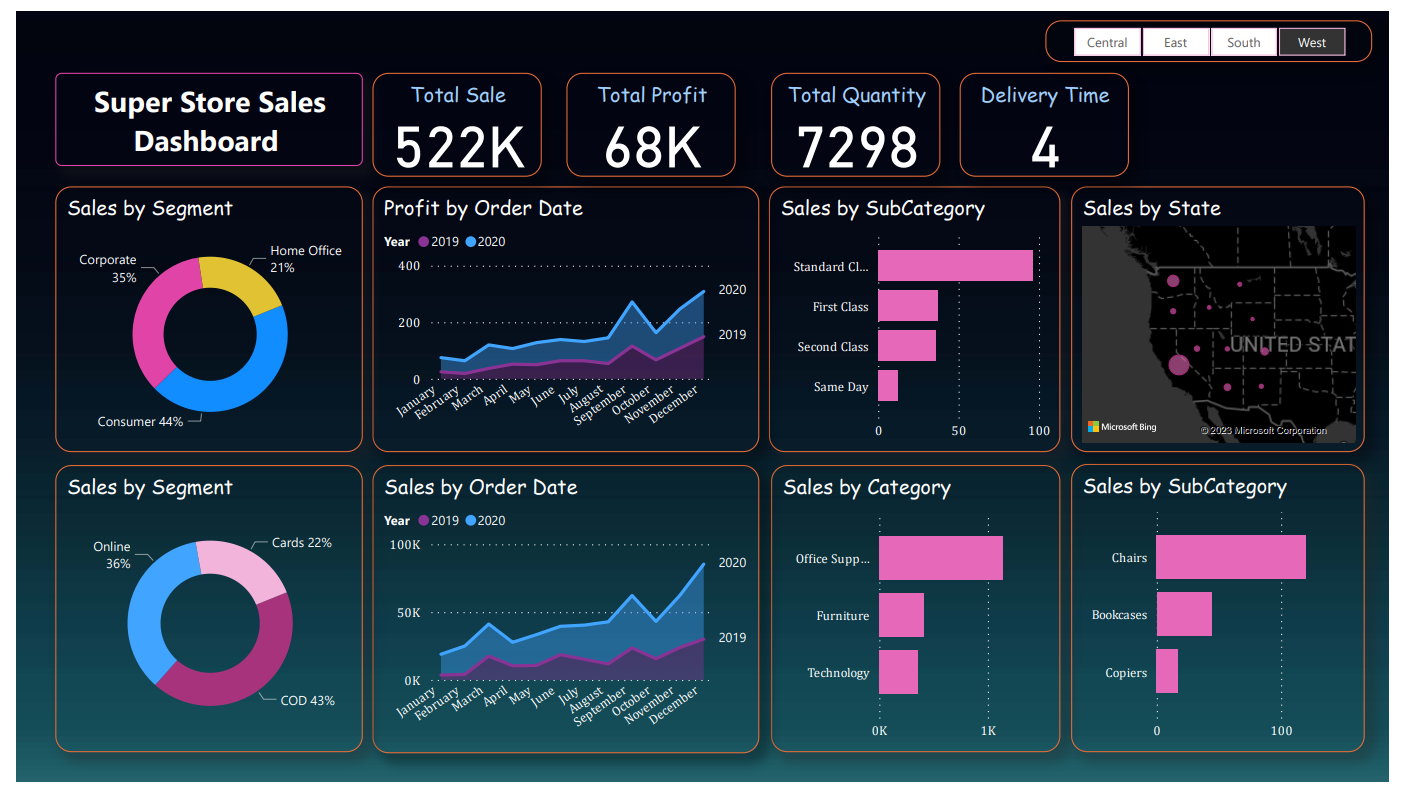 Central East South West
Super Store Sales
Dashboard
Total Sale
522K
Total Profit
68K
Total Quantity
7298
Delivery Time
4
Sales by Segment
Corporate
35%
Home Office
21%
Consumer 44%
Profit by Order Date
Year 2019 2020
400
200
0
2020
2019
January
February
March
April
May
June
July
August
September
October
November
December
Sales by SubCategory
Standard Cl...
First Class
Second Class
Same Day
0 50 100
Sales by State
UNITED STAT
Microsoft Bing
© 2023 Microsoft Corporation
Sales by Segment
Online
36%
Cards 22%
COD 43%
Sales by Order Date
Year 2019 2020
100K
50K
0K
2020
2019
January
February
March
April
May
June
July
August
September
October
November
December
Sales by Category
Office Supp...
Furniture
Technology
0K 1K
Sales by SubCategory
Chairs
Bookcases
Copiers
0 100